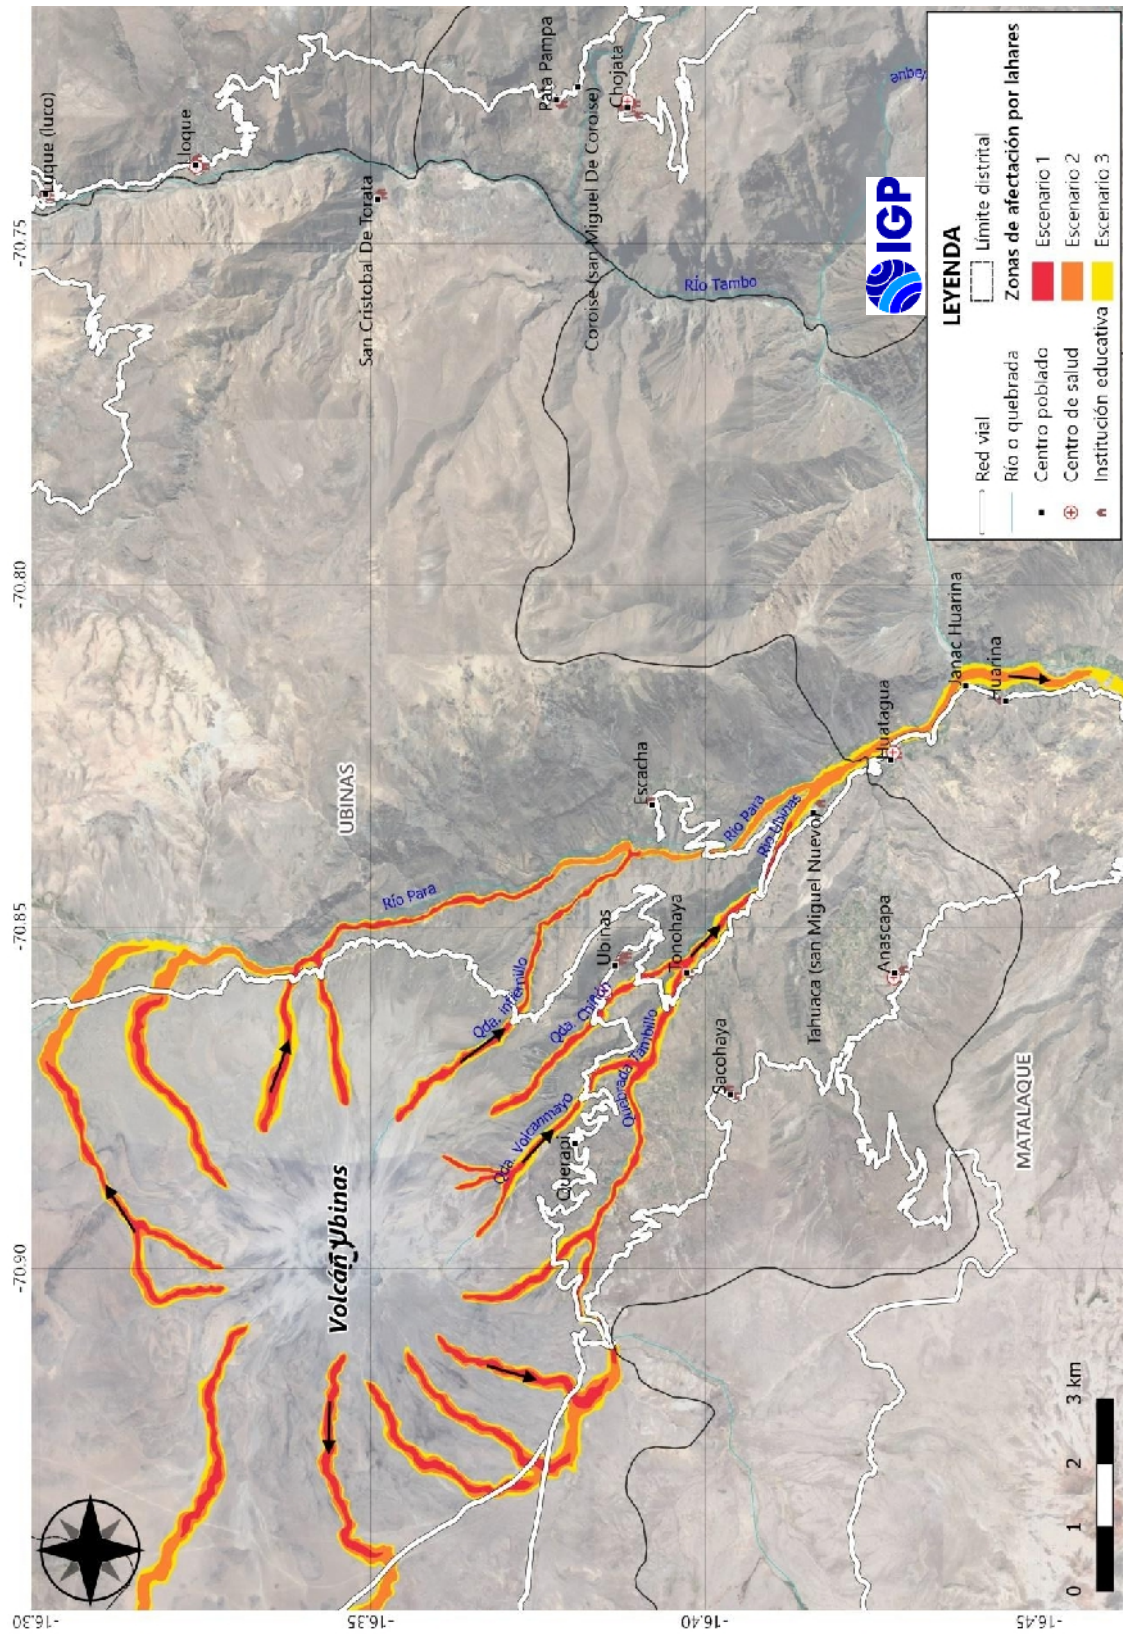 -70.90
-70.85
-70.80
-70.75
-16.30
-16.35
-16.40
-16.45
Volcán Ubinas
UBINAS
MATALAQUE
Querapi
Sacohaya
Tonohaya
Ubinas
Anascapa
Escacha
Tahuaca (san Miguel Nuevo)
Huatagua
Janac Huarina
Huarina
San Cristobal De Torata
Coroise (san Miguel De Coroise)
Pata Pampa
Chojata
Lloque
Luque (luco)
Qda. Volcanmayo
Quebrada Tambillo
Qda. Chiflón
Qda. Infiernillo
Río Para
Río Para
Río Ubinas
Río Tambo
0 1 2 3 km
IGP
LEYENDA
Red vial
Río o quebrada
Centro poblado
Centro de salud
Institución educativa
Límite distrital
Zonas de afectación por lahares
Escenario 1
Escenario 2
Escenario 3